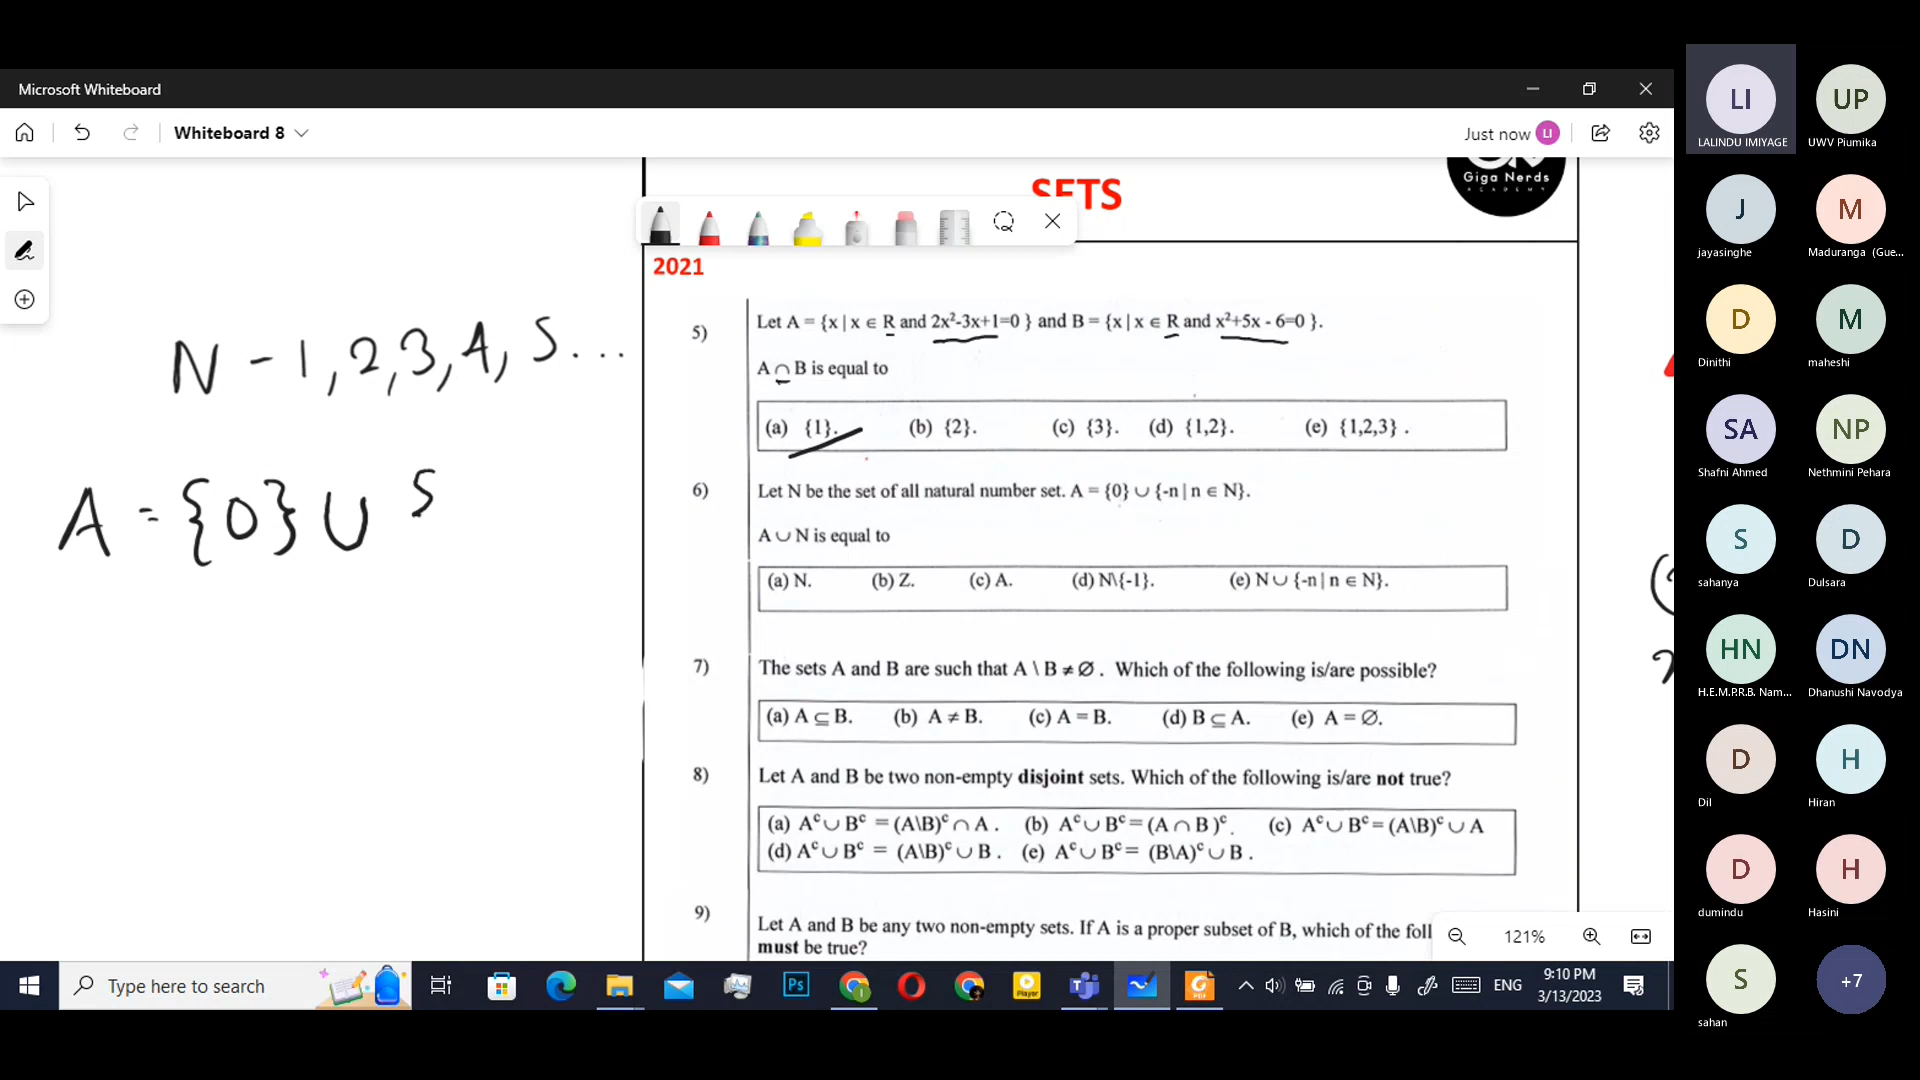 Microsoft Whiteboard
Whiteboard 8
Just now LI
SETS
Giga Nerds
ACADEMY
2021
N - 1, 2, 3, 4, 5...
A = {0} ∪ {
5) Let A = {x | x ∈ R and 2x²-3x+1=0 } and B = {x | x ∈ R and x²+5x - 6=0 }.
A ∩ B is equal to
(a) {1}. (b) {2}. (c) {3}. (d) {1,2}. (e) {1,2,3} .
6) Let N be the set of all natural number set. A = {0} ∪ {-n | n ∈ N}.
A ∪ N is equal to
(a) N. (b) Z. (c) A. (d) N\{-1}. (e) N ∪ {-n | n ∈ N}.
7) The sets A and B are such that A \ B ≠ Ø . Which of the following is/are possible?
(a) A ⊆ B. (b) A ≠ B. (c) A = B. (d) B ⊆ A. (e) A = Ø.
8) Let A and B be two non-empty disjoint sets. Which of the following is/are not true?
(a) Aᶜ ∪ Bᶜ = (A\B)ᶜ ∩ A . (b) Aᶜ ∪ Bᶜ = (A ∩ B )ᶜ. (c) Aᶜ ∪ Bᶜ = (A\B)ᶜ ∪ A
(d) Aᶜ ∪ Bᶜ = (A\B)ᶜ ∪ B . (e) Aᶜ ∪ Bᶜ = (B\A)ᶜ ∪ B .
9) Let A and B be any two non-empty sets. If A is a proper subset of B, which of the foll
must be true?
121%
Type here to search
Ps
Player
ENG
9:10 PM
3/13/2023
LI UP
LALINDU IMIYAGE UWV Piumika
J M
jayasinghe Maduranga (Gue...
D M
Dinithi maheshi
SA NP
Shafni Ahmed Nethmini Pehara
S D
sahanya Dulsara
HN DN
H.E.M.P.R.B. Nam... Dhanushi Navodya
D H
Dil Hiran
D H
dumindu Hasini
S +7
sahan